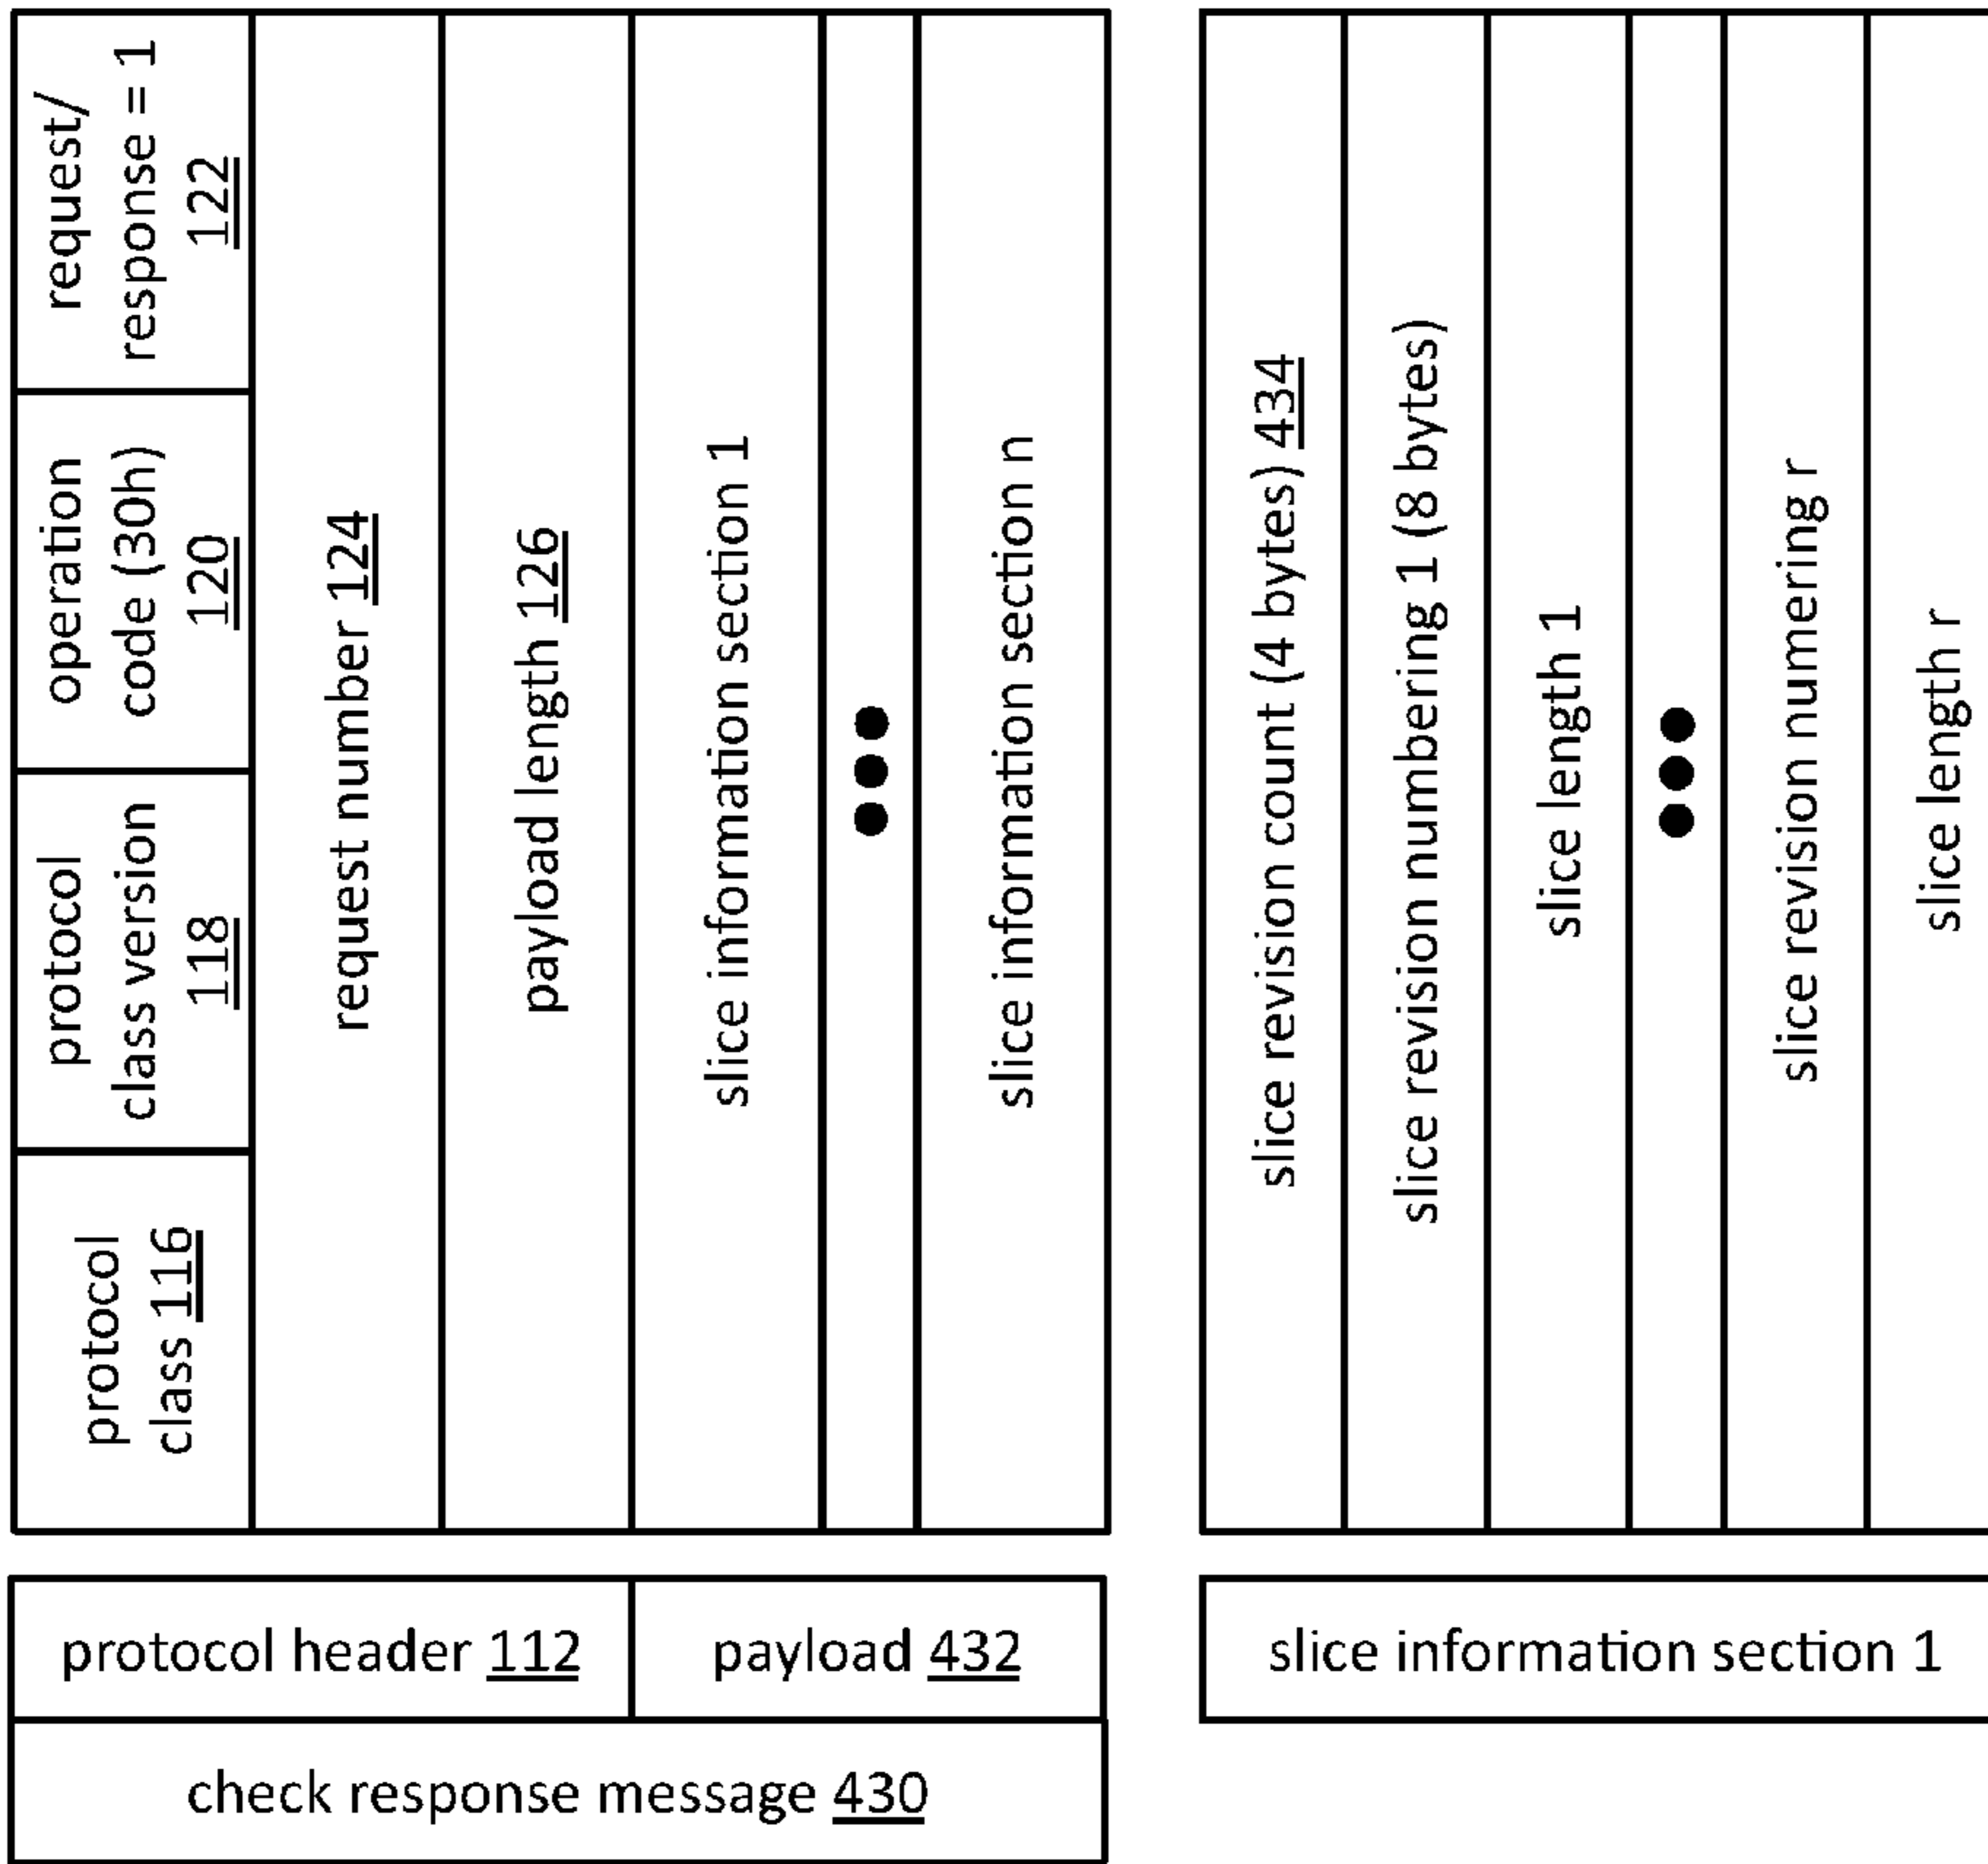 protocol
class 116
protocol
class version
118
operation
code (30h)
120
request/
response = 1
122
request number 124
payload length 126
slice information section 1
slice information section n
slice revision count (4 bytes) 434
slice revision numbering 1 (8 bytes)
slice length 1
slice revision numering r
slice length r
protocol header 112
payload 432
check response message 430
slice information section 1